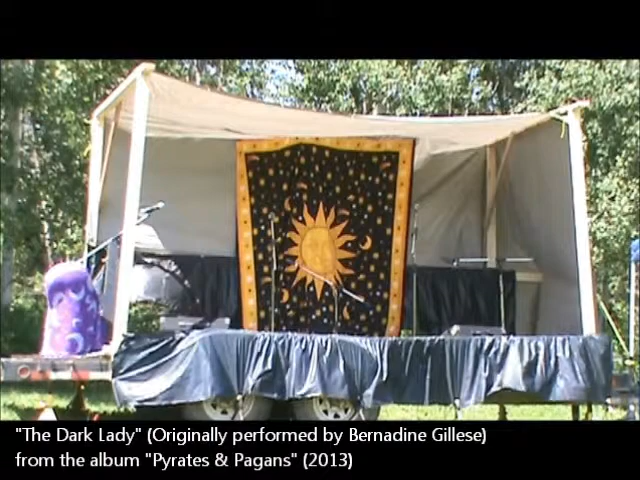 "The Dark Lady" (Originally performed by Bernadine Gillese)
from the album "Pyrates & Pagans" (2013)